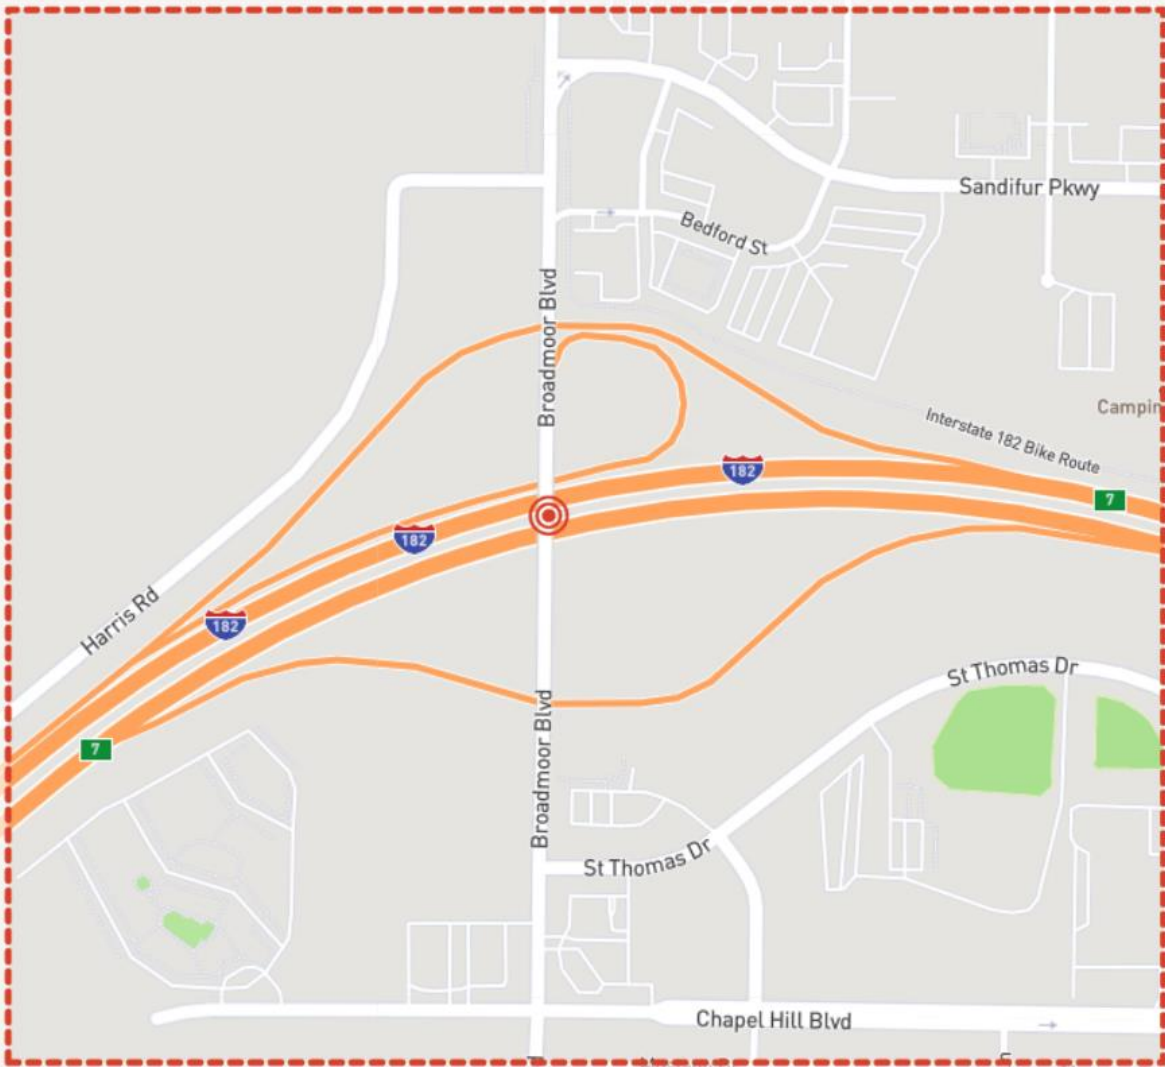 Sandifur Pkwy
Bedford St
Broadmoor Blvd
Campin
Interstate 182 Bike Route
182
7
182
Harris Rd
182
St Thomas Dr
7
Broadmoor Blvd
St Thomas Dr
Chapel Hill Blvd